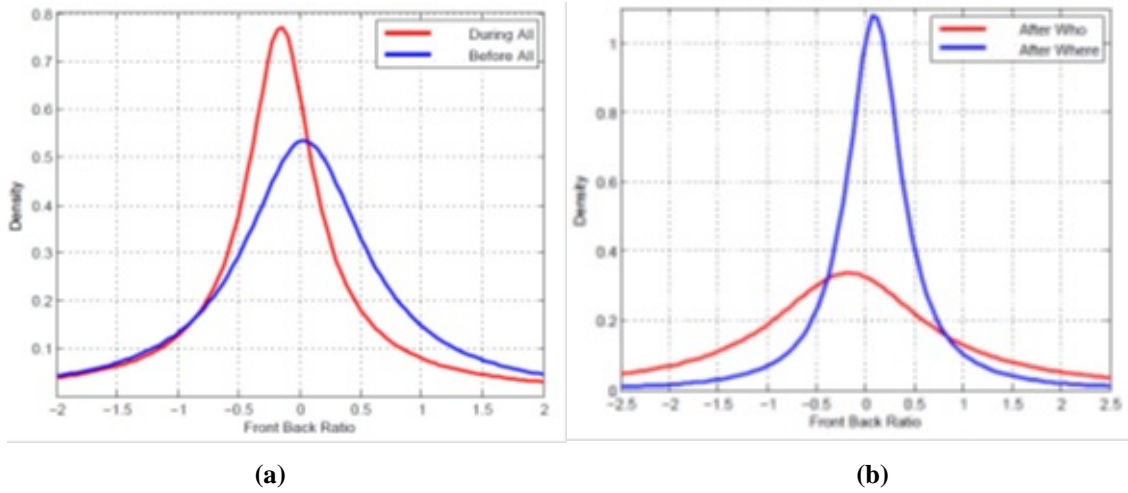 0.8
0.7
0.6
0.5
0.4
0.3
0.2
0.1
Density
−2 −1.5 −1 −0.5 0 0.5 1 1.5 2
Front Back Ratio
During All
Before All
(a)
1
0.8
0.6
0.4
0.2
0
Density
−2.5 −2 −1.5 −1 −0.5 0 0.5 1 1.5 2 2.5
Front Back Ratio
After Who
After Where
(b)